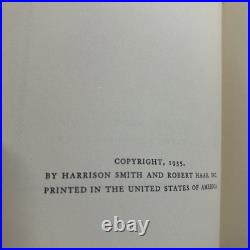 COPYRIGHT, 1935,
BY HARRISON SMITH AND ROBERT HAAS, INC.
PRINTED IN THE UNITED STATES OF AMERICA